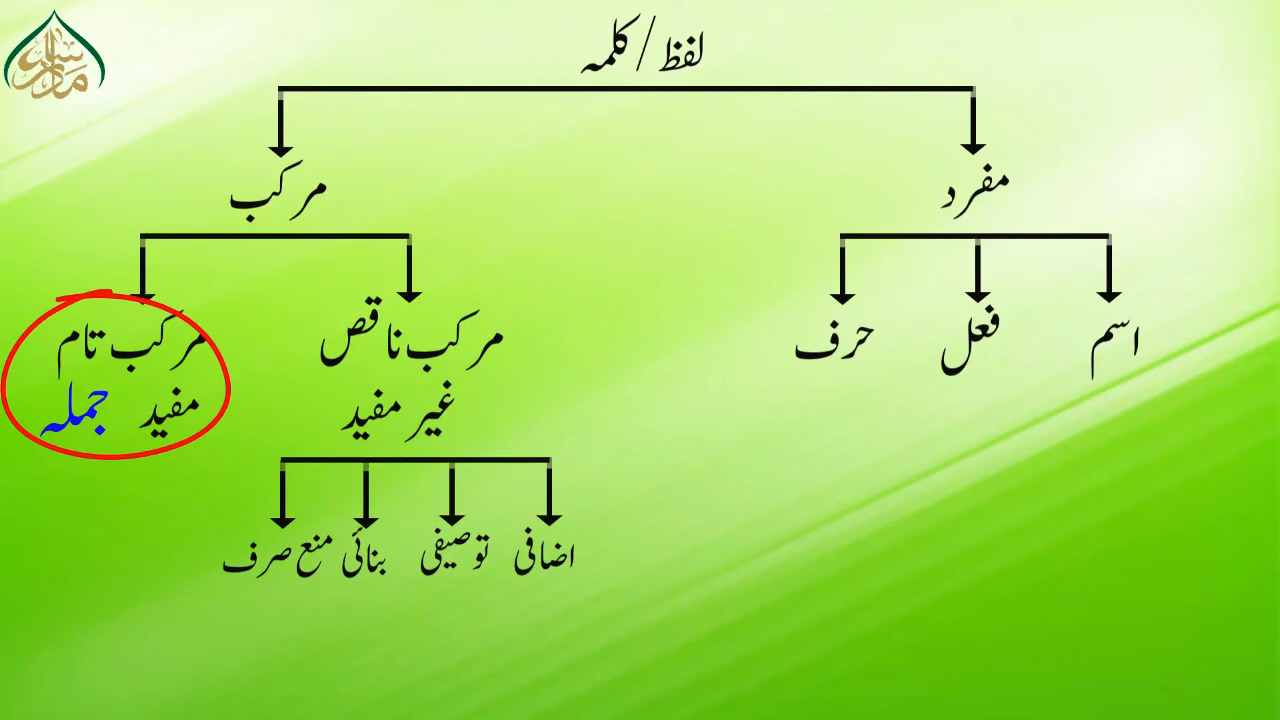 لفظ / کلمہ
مفرد
مرکب
اسم
فعل
حرف
مرکب ناقص
غیر مفید
مرکب تام
مفید جملہ
اضافی
توصیفی
بنائی
منع صرف